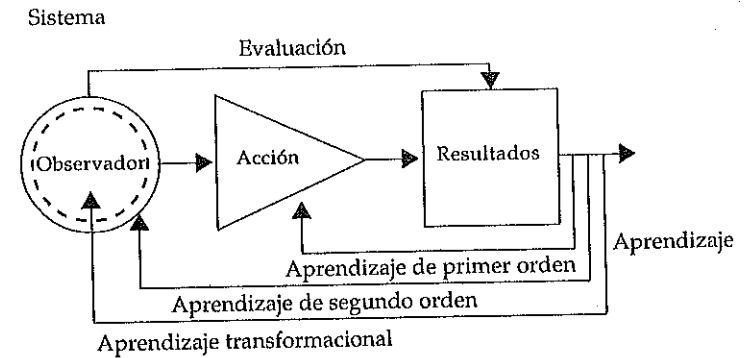 Sistema
Evaluación
Observador
Acción
Resultados
Aprendizaje
Aprendizaje de primer orden
Aprendizaje de segundo orden
Aprendizaje transformacional